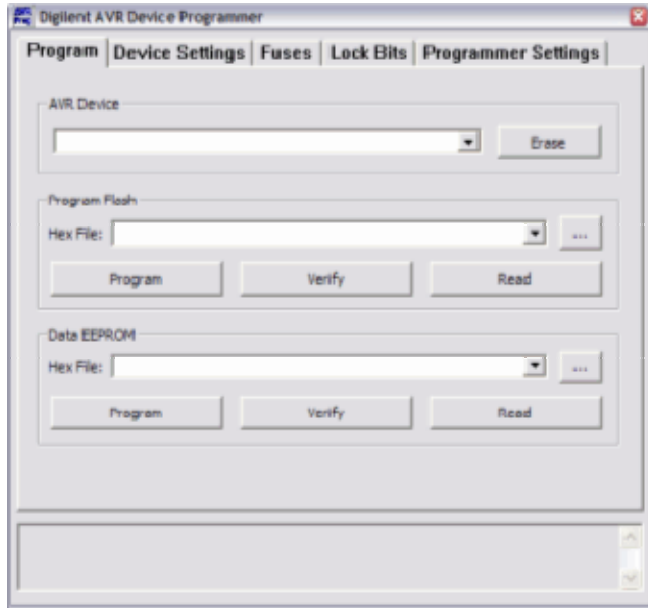 Digilent AVR Device Programmer
Program Device Settings Fuses Lock Bits Programmer Settings
AVR Device
Erase
Program Flash
Hex File: ...
Program Verify Read
Data EEPROM
Hex File: ...
Program Verify Read